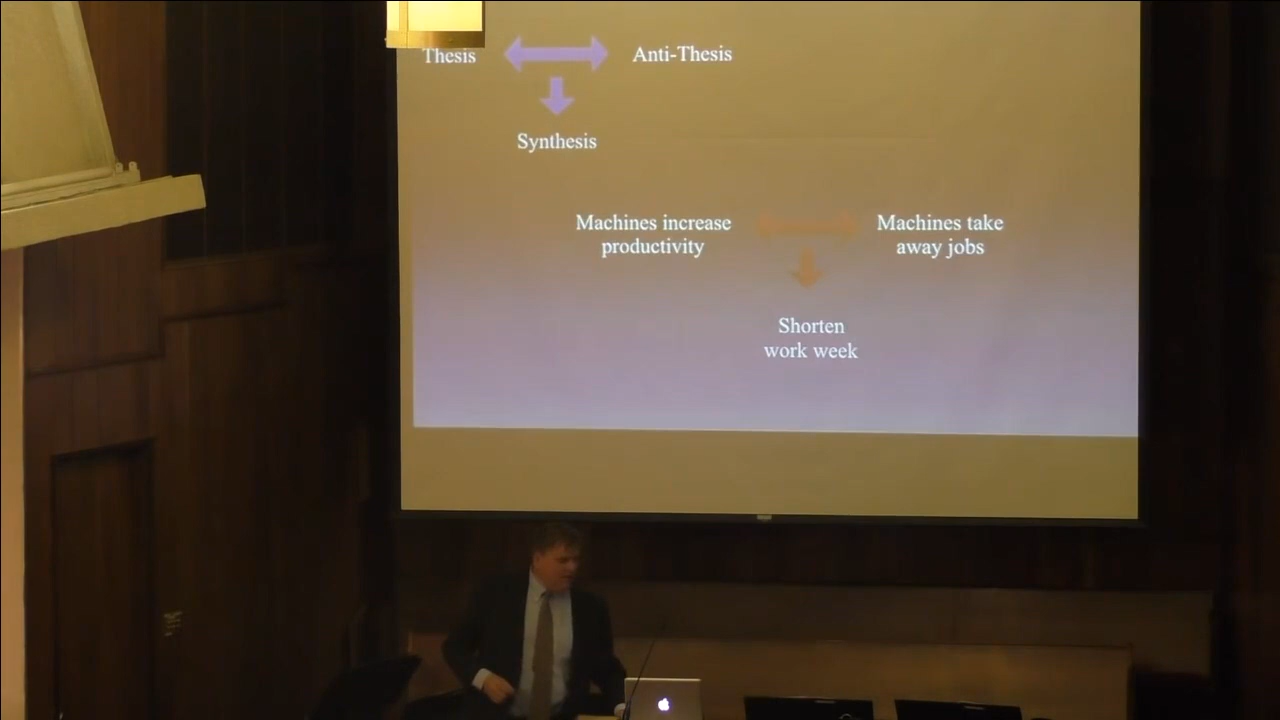 Thesis
Anti-Thesis
Synthesis
Machines increase
productivity
Machines take
away jobs
Shorten
work week